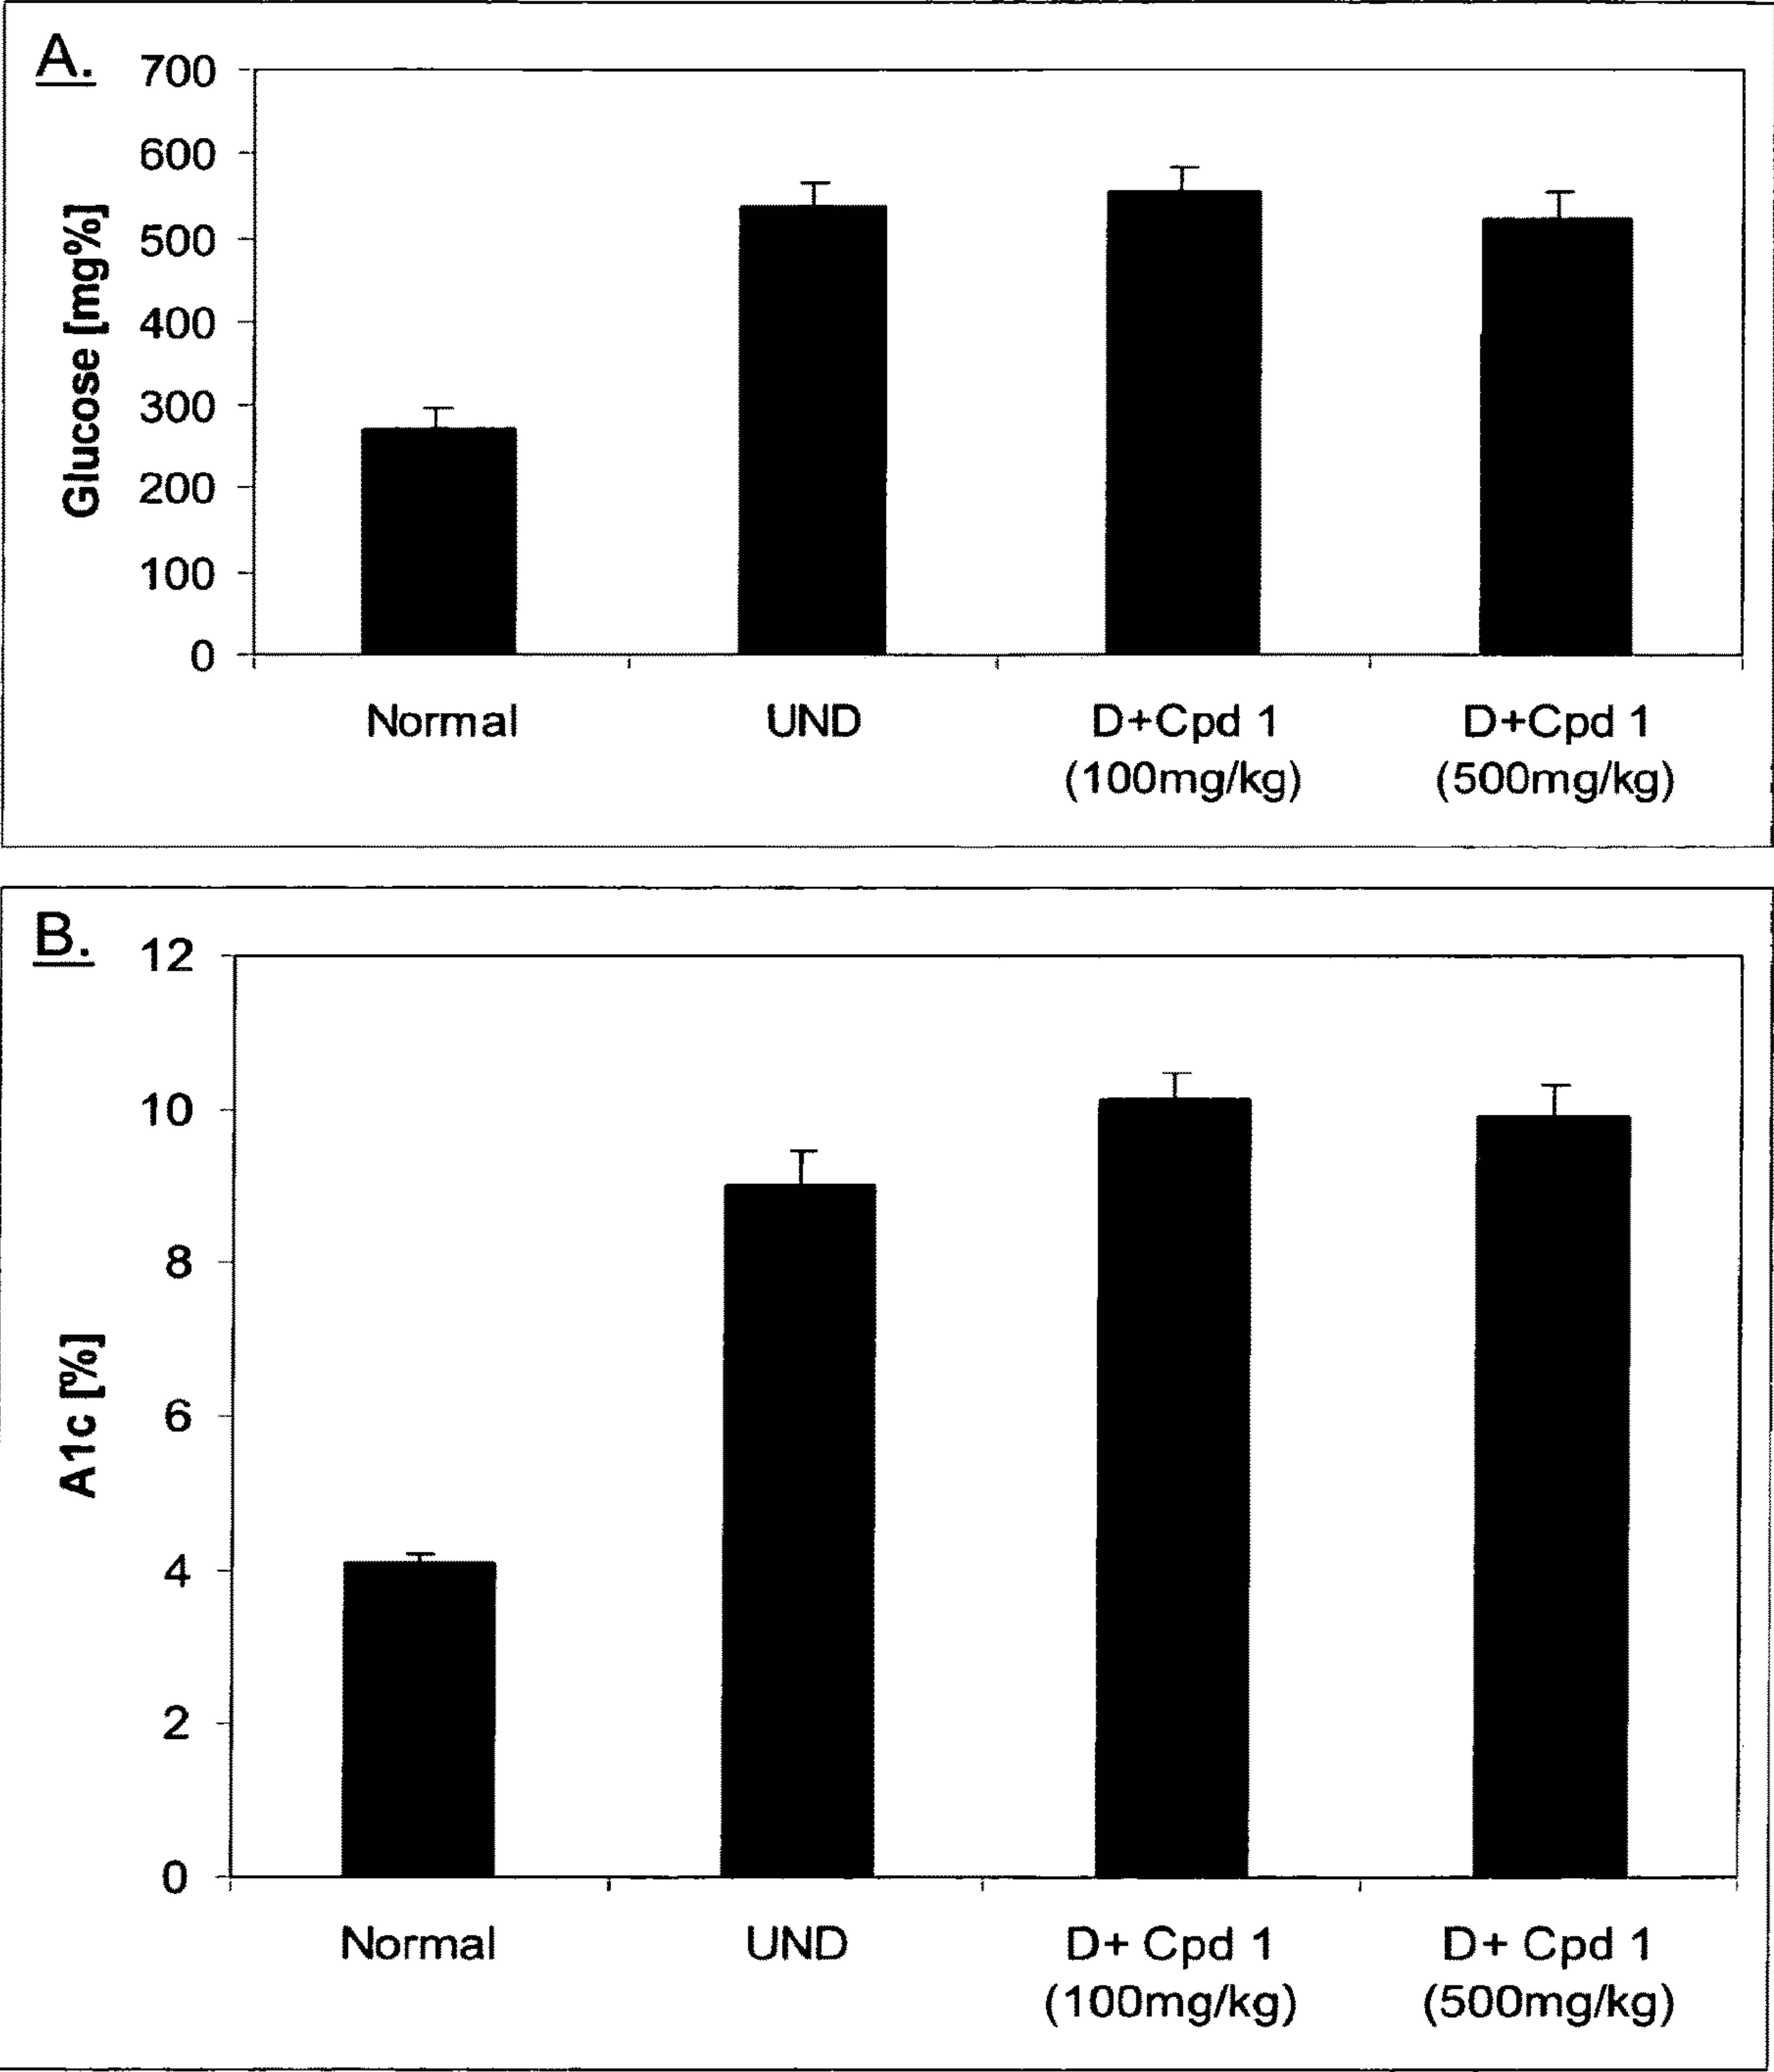 A.
700
600
500
400
300
200
100
0
Glucose [mg%]
Normal
UND
D+Cpd 1
(100mg/kg)
D+Cpd 1
(500mg/kg)
B.
12
10
8
6
4
2
0
A1c [%]
Normal
UND
D+ Cpd 1
(100mg/kg)
D+ Cpd 1
(500mg/kg)